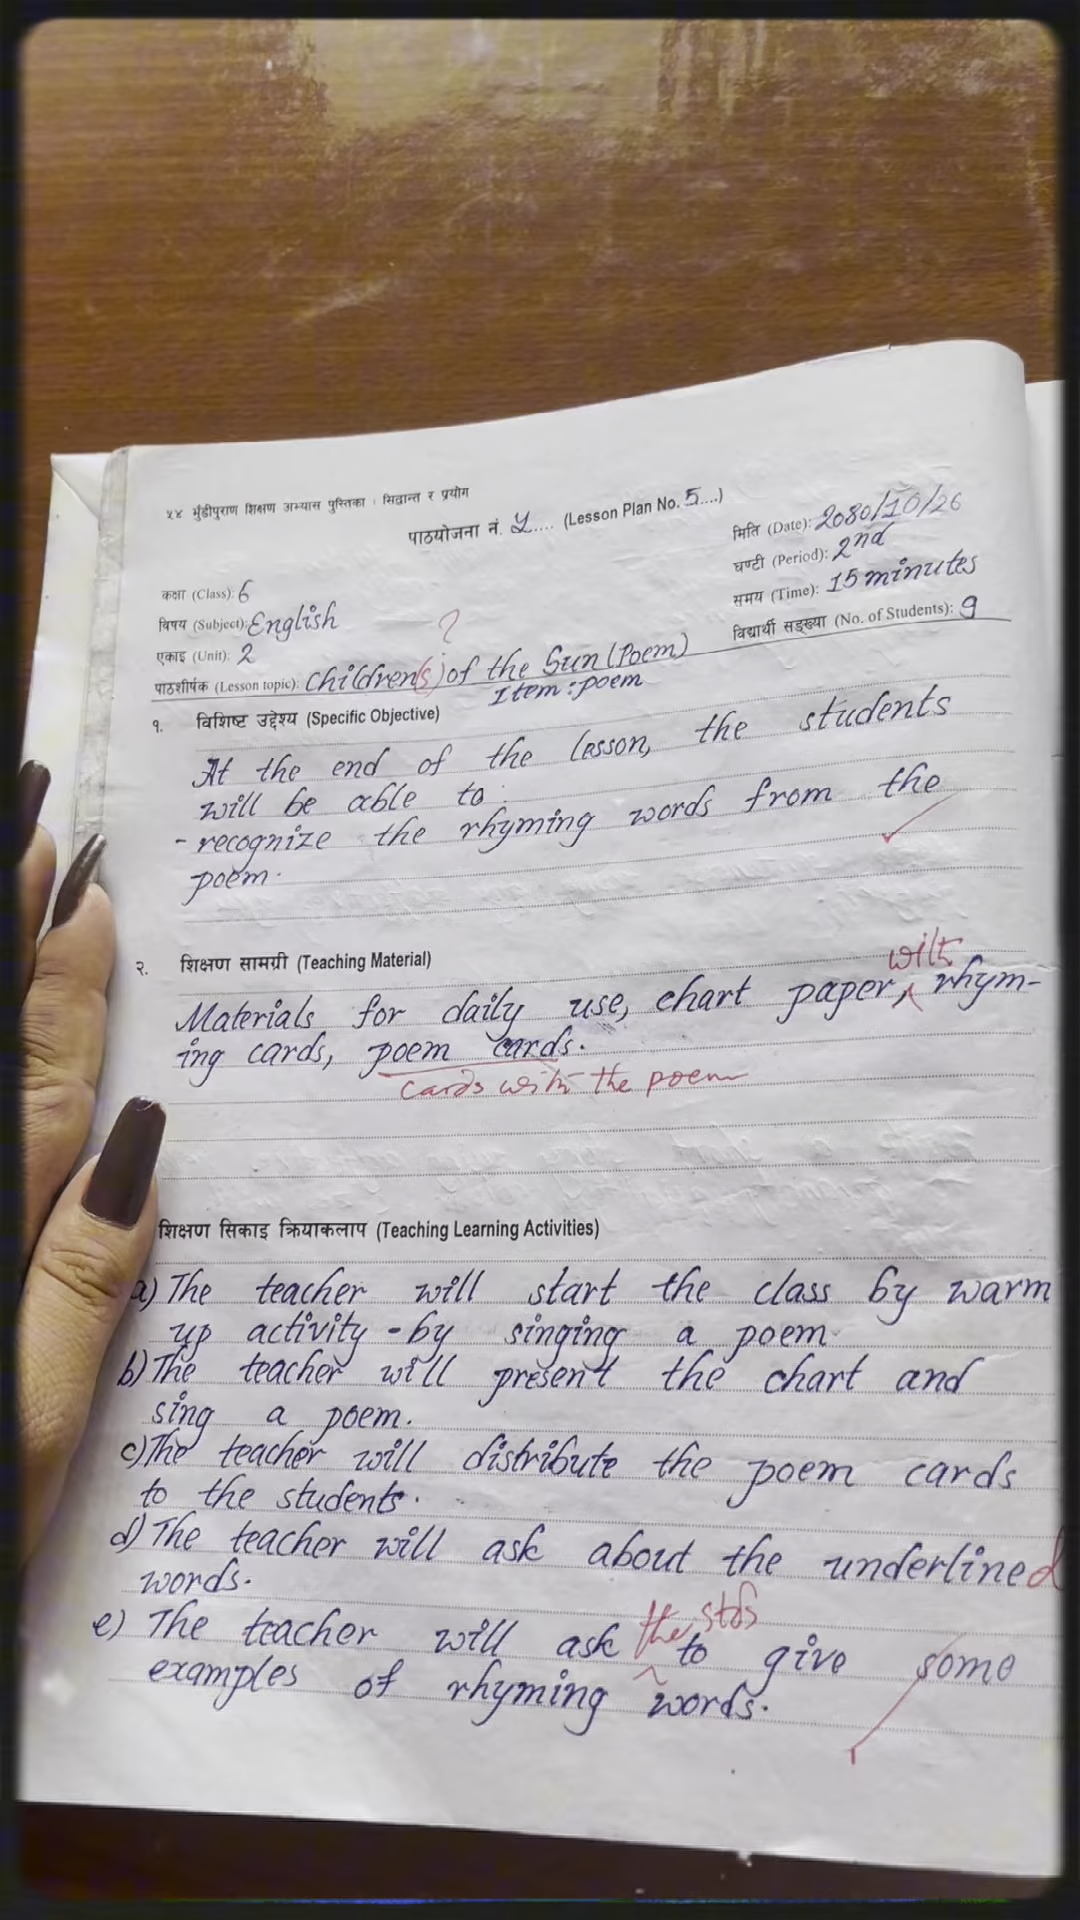 ५४ भुँडीपुराण शिक्षण अभ्यास पुस्तिका : सिद्धान्त र प्रयोग
पाठयोजना नं. ५.... (Lesson Plan No. 5....)
मिति (Date): 2080/10/26
घण्टी (Period): 2nd
समय (Time): 15 minutes
विद्यार्थी सङ्ख्या (No. of Students): 9
कक्षा (Class): 6
विषय (Subject): English
एकाइ (Unit): 2
?
पाठशीर्षक (Lesson topic): Children(s) of the Sun (Poem)
Item : poem
१. विशिष्ट उद्देश्य (Specific Objective)
At the end of the lesson, the students
will be able to
- recognize the rhyming words from the
poem.
२. शिक्षण सामग्री (Teaching Material)
with
Materials for daily use, chart paper, rhym-
ing cards, poem cards.
cards with the poem
शिक्षण सिकाइ क्रियाकलाप (Teaching Learning Activities)
a) The teacher will start the class by warm
up activity - by singing a poem.
b) The teacher will present the chart and
sing a poem.
c) The teacher will distribute the poem cards
to the students.
d) The teacher will ask about the underlined
words.
the stds
e) The teacher will ask to give some
examples of rhyming words.